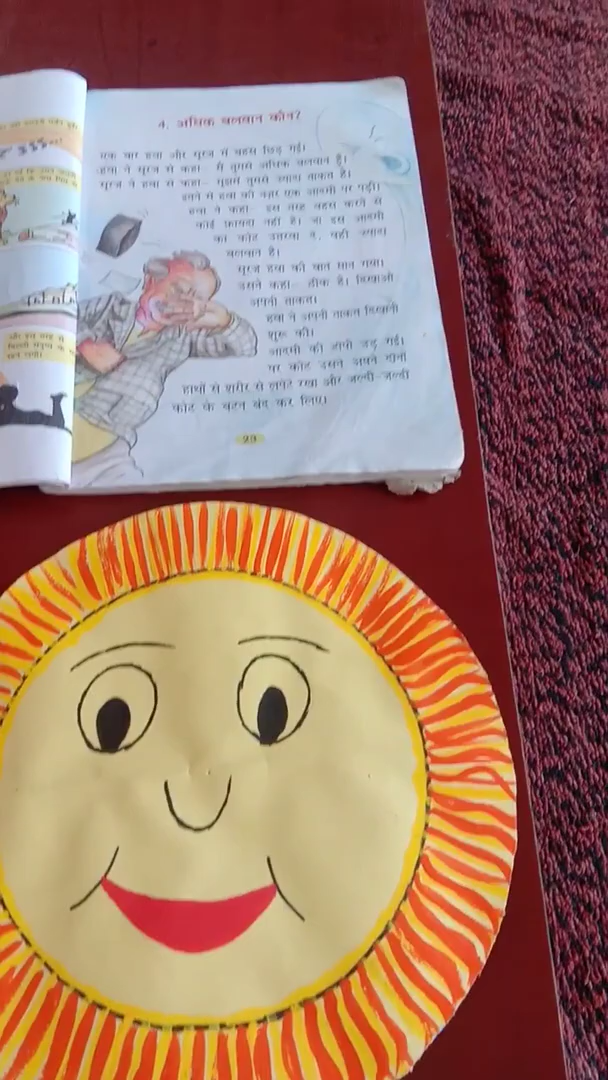 4. अधिक बलवान कौन?
एक बार हवा और सूरज में बहस छिड़ गई।
हवा ने सूरज से कहा- मैं तुमसे अधिक बलवान हूँ।
सूरज ने हवा से कहा- मुझमें तुमसे ज़्यादा ताकत है।
इतने में हवा की नज़र एक आदमी पर पड़ी।
हवा ने कहा- इस तरह बहस करने से
कोई फ़ायदा नहीं है। जो इस आदमी
का कोट उतरवा दे, वही ज़्यादा
बलवान है।
सूरज हवा की बात मान गया।
उसने कहा- ठीक है। दिखाओ
अपनी ताकत।
हवा ने अपनी ताकत दिखानी
शुरू की।
आदमी की टोपी उड़ गई।
पर कोट उसने अपने दोनों
हाथों से शरीर से लपेटे रखा और जल्दी-जल्दी
कोट के बटन बंद कर लिए।
23